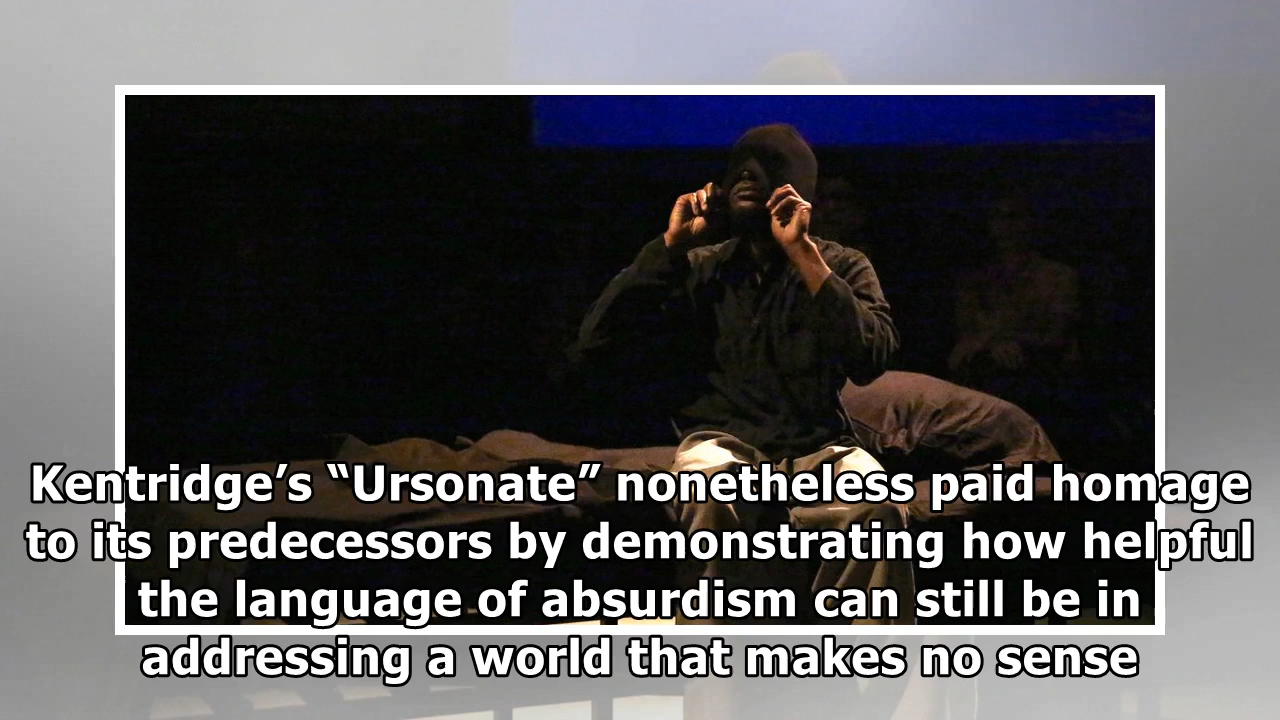 Kentridge’s “Ursonate” nonetheless paid homage
to its predecessors by demonstrating how helpful
the language of absurdism can still be in
addressing a world that makes no sense